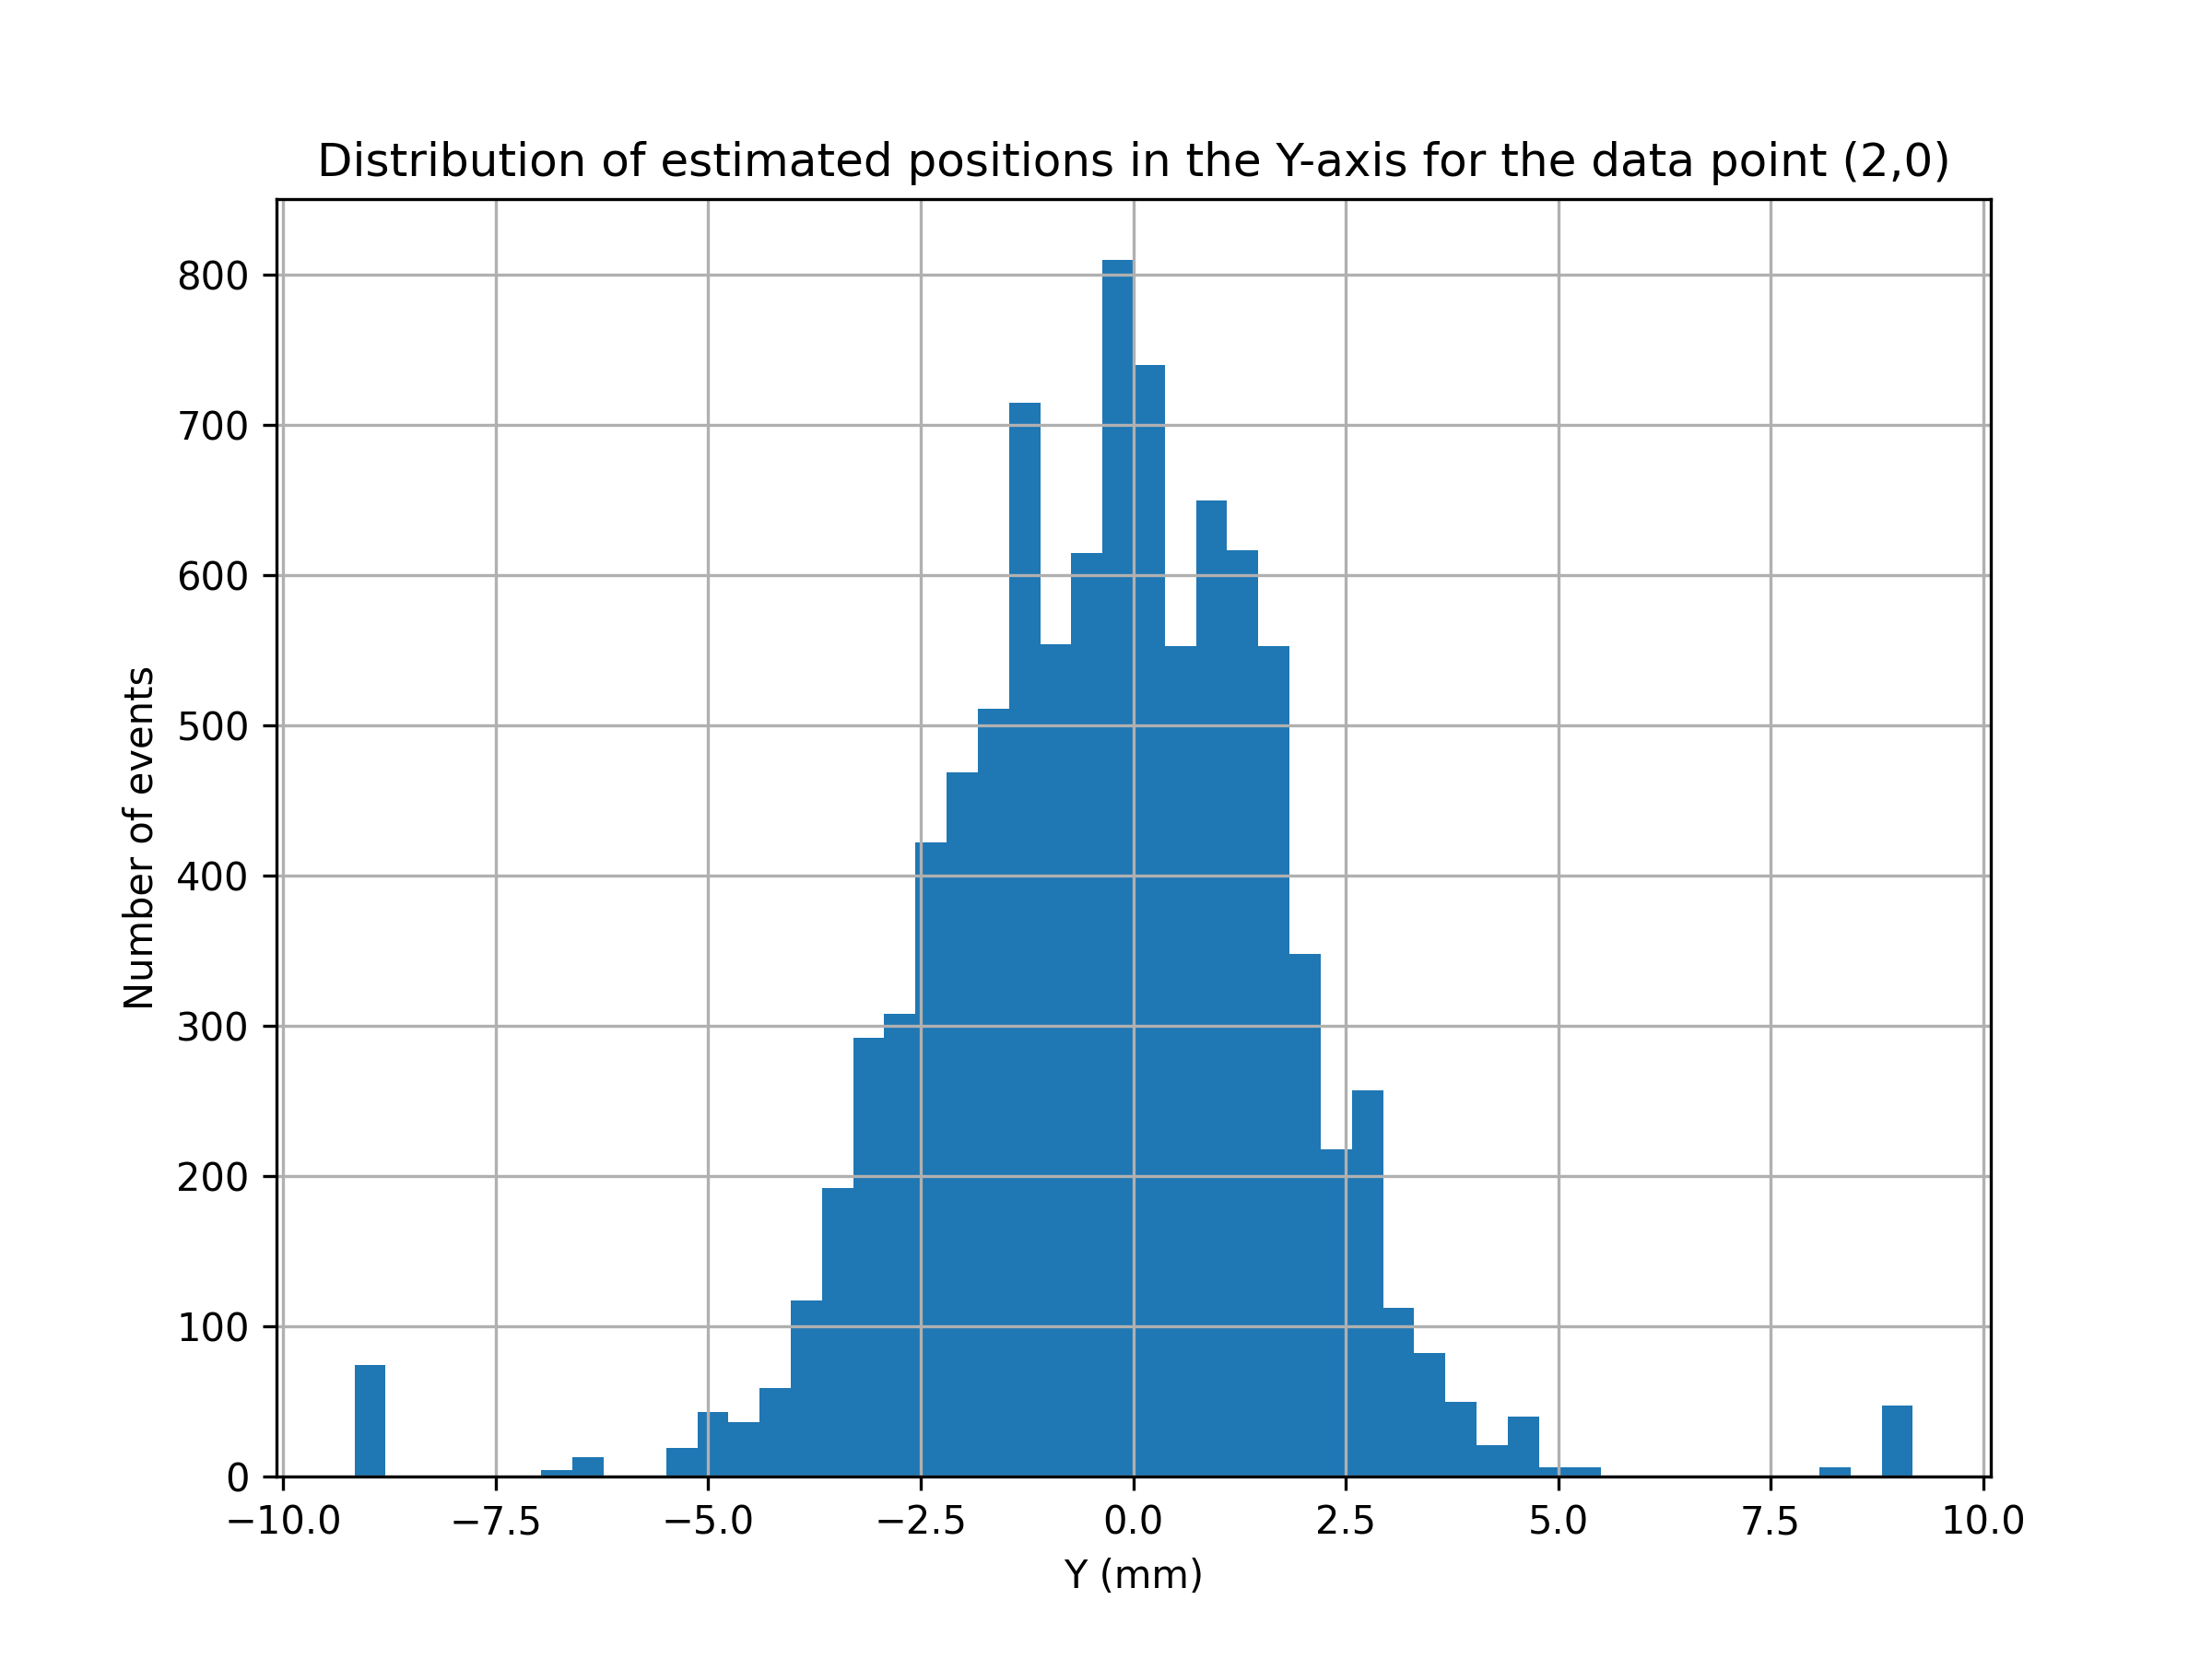 Distribution of estimated positions in the Y-axis for the data point (2,0)
800
700
600
500
400
300
200
100
0
Number of events
−10.0 −7.5 −5.0 −2.5 0.0 2.5 5.0 7.5 10.0
Y (mm)